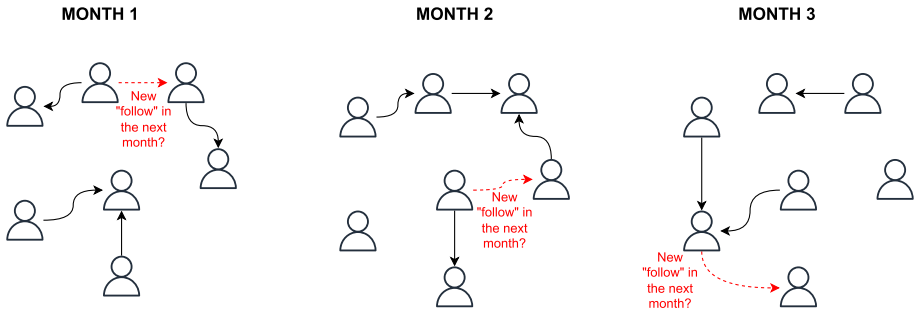 MONTH 1
MONTH 2
MONTH 3
New
"follow" in
the next
month?
New
"follow" in
the next
month?
New
"follow" in
the next
month?